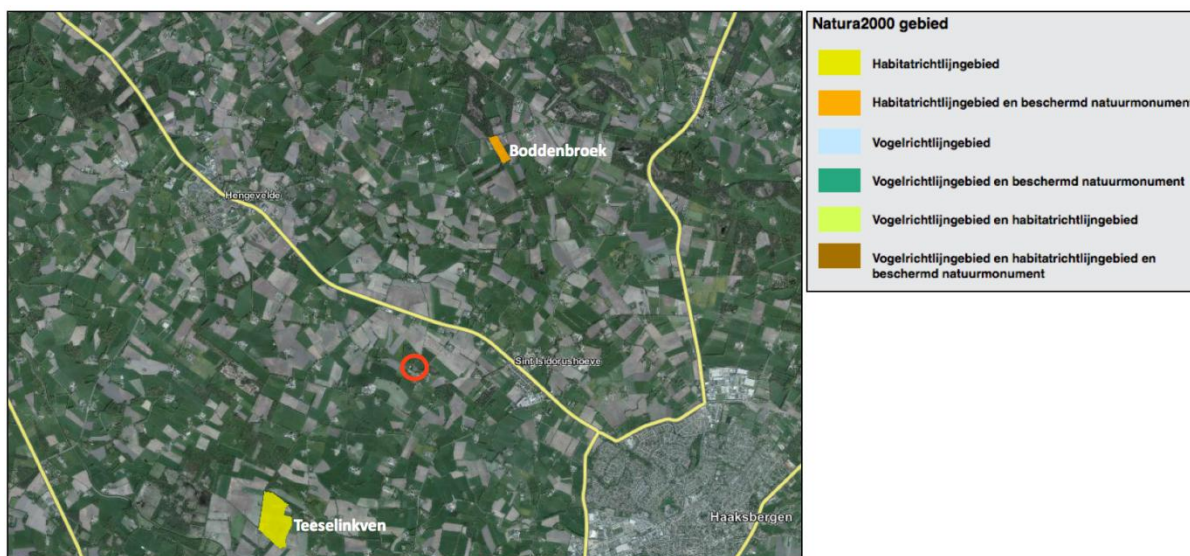 Boddenbroek
Hengevelde
Sint Isidorushoeve
Teeselinkven
Haaksbergen
Natura2000 gebied
Habitatrichtlijngebied
Habitatrichtlijngebied en beschermd natuurmonument
Vogelrichtlijngebied
Vogelrichtlijngebied en beschermd natuurmonument
Vogelrichtlijngebied en habitatrichtlijngebied
Vogelrichtlijngebied en habitatrichtlijngebied en
beschermd natuurmonument